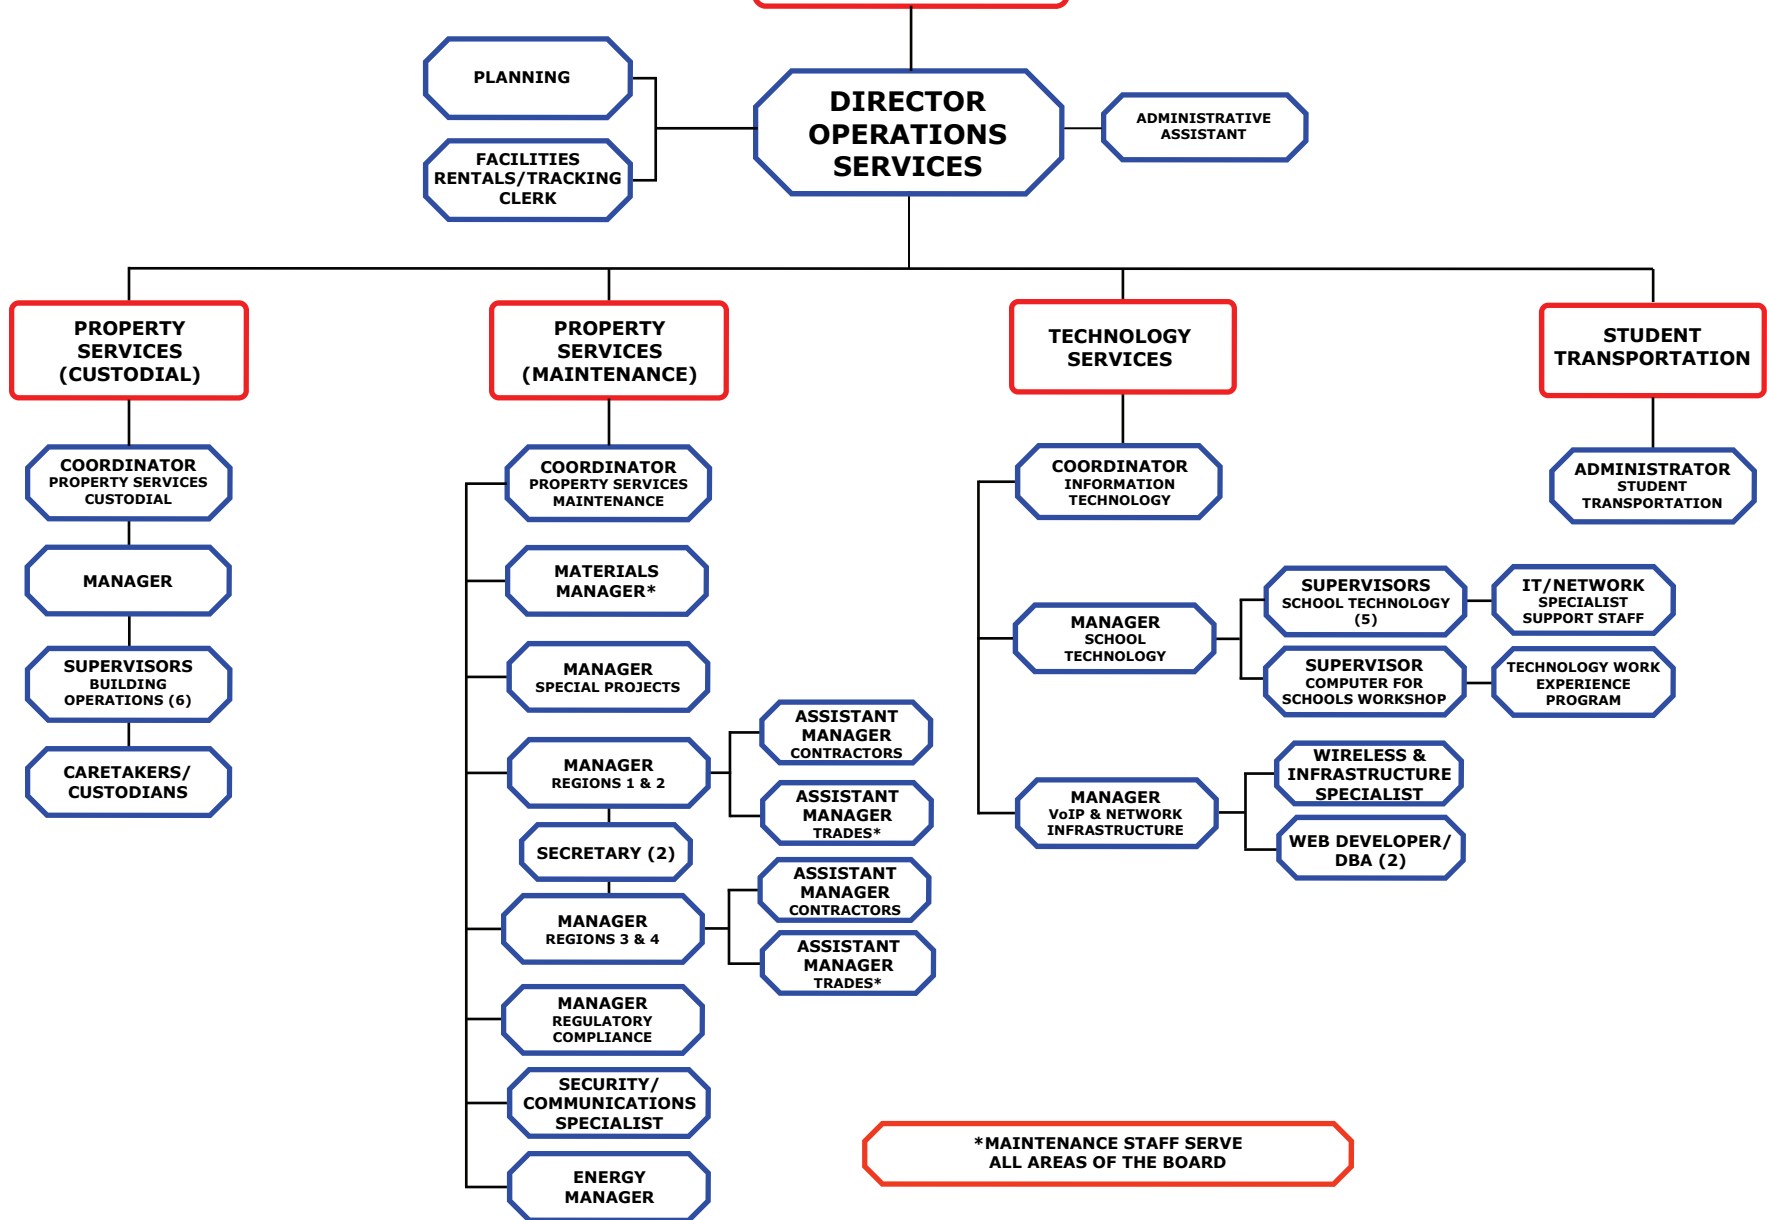 PLANNING
FACILITIES
RENTALS/TRACKING
CLERK
DIRECTOR
OPERATIONS
SERVICES
ADMINISTRATIVE
ASSISTANT
PROPERTY
SERVICES
(CUSTODIAL)
COORDINATOR
PROPERTY SERVICES
CUSTODIAL
MANAGER
SUPERVISORS
BUILDING
OPERATIONS (6)
CARETAKERS/
CUSTODIANS
PROPERTY
SERVICES
(MAINTENANCE)
COORDINATOR
PROPERTY SERVICES
MAINTENANCE
MATERIALS
MANAGER*
MANAGER
SPECIAL PROJECTS
MANAGER
REGIONS 1 & 2
ASSISTANT
MANAGER
CONTRACTORS
ASSISTANT
MANAGER
TRADES*
SECRETARY (2)
MANAGER
REGIONS 3 & 4
ASSISTANT
MANAGER
CONTRACTORS
ASSISTANT
MANAGER
TRADES*
MANAGER
REGULATORY
COMPLIANCE
SECURITY/
COMMUNICATIONS
SPECIALIST
ENERGY
MANAGER
TECHNOLOGY
SERVICES
COORDINATOR
INFORMATION
TECHNOLOGY
MANAGER
SCHOOL
TECHNOLOGY
SUPERVISORS
SCHOOL TECHNOLOGY
(5)
IT/NETWORK
SPECIALIST
SUPPORT STAFF
SUPERVISOR
COMPUTER FOR
SCHOOLS WORKSHOP
TECHNOLOGY WORK
EXPERIENCE
PROGRAM
MANAGER
VoIP & NETWORK
INFRASTRUCTURE
WIRELESS &
INFRASTRUCTURE
SPECIALIST
WEB DEVELOPER/
DBA (2)
STUDENT
TRANSPORTATION
ADMINISTRATOR
STUDENT
TRANSPORTATION
*MAINTENANCE STAFF SERVE
ALL AREAS OF THE BOARD